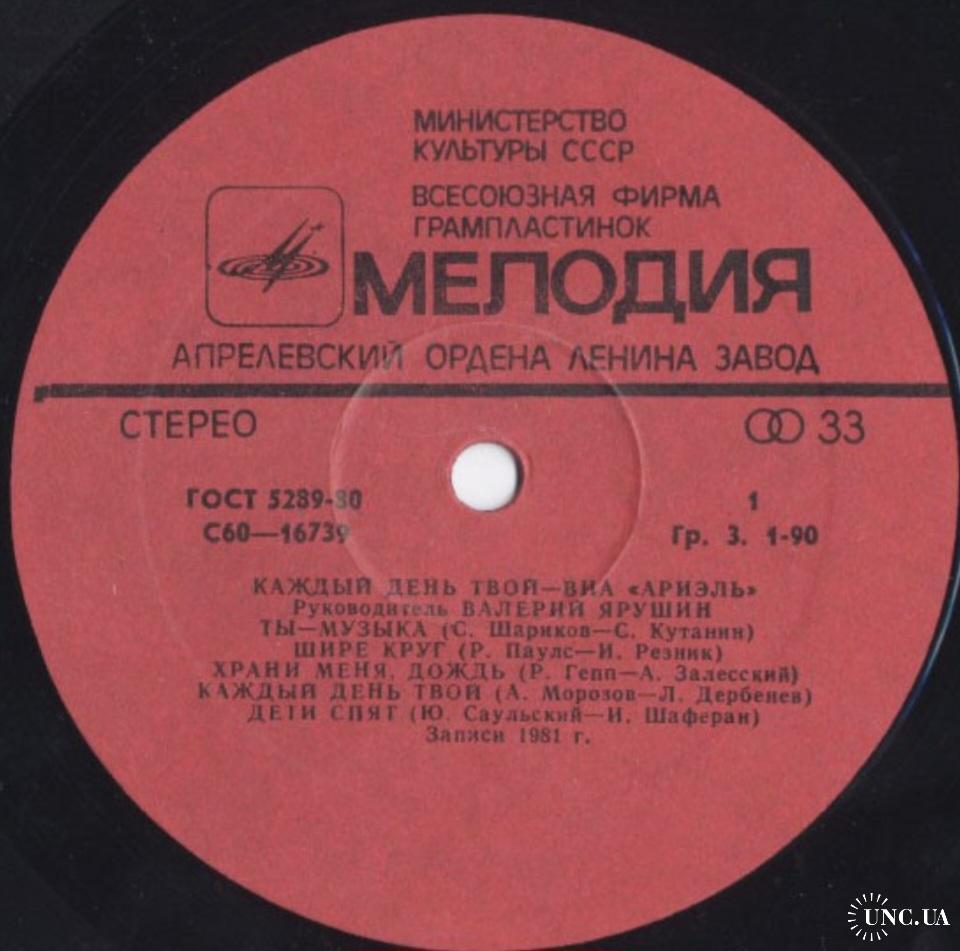 МИНИСТЕРСТВО
КУЛЬТУРЫ СССР
ВСЕСОЮЗНАЯ ФИРМА
ГРАМПЛАСТИНОК
МЕЛОДИЯ
АПРЕЛЕВСКИЙ ОРДЕНА ЛЕНИНА ЗАВОД
СТЕРЕО 33
ГОСТ 5289-80 1
С60—16739 Гр. 3. 1-90
КАЖДЫЙ ДЕНЬ ТВОЙ—ВИА «АРИЭЛЬ»
Руководитель ВАЛЕРИЙ ЯРУШИН
ТЫ—МУЗЫКА (С. Шариков—С. Кутанин)
ШИРЕ КРУГ (Р. Паулс—И. Резник)
ХРАНИ МЕНЯ, ДОЖДЬ (Р. Гепп—А. Залесский)
КАЖДЫЙ ДЕНЬ ТВОЙ (А. Морозов—Л. Дербенев)
ДЕТИ СПЯТ (Ю. Саульский—И. Шаферан)
Записи 1981 г.
UNC.UA